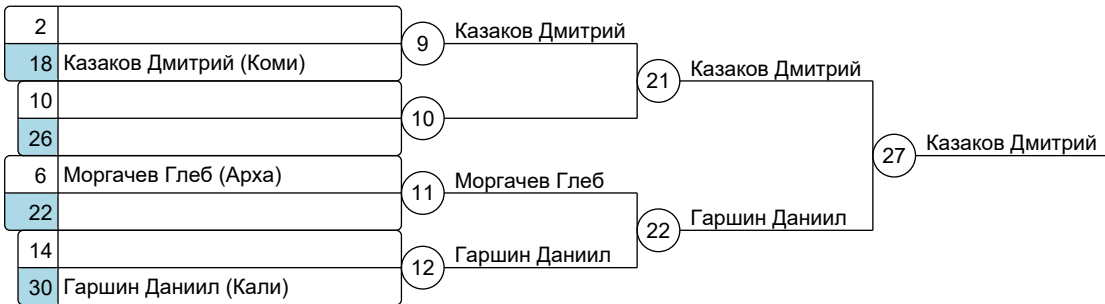 2
18 Казаков Дмитрий (Коми)
9 Казаков Дмитрий
10
26
10
21 Казаков Дмитрий
6 Моргачев Глеб (Арха)
22
11 Моргачев Глеб
14
30 Гаршин Даниил (Кали)
12 Гаршин Даниил
22 Гаршин Даниил
27 Казаков Дмитрий